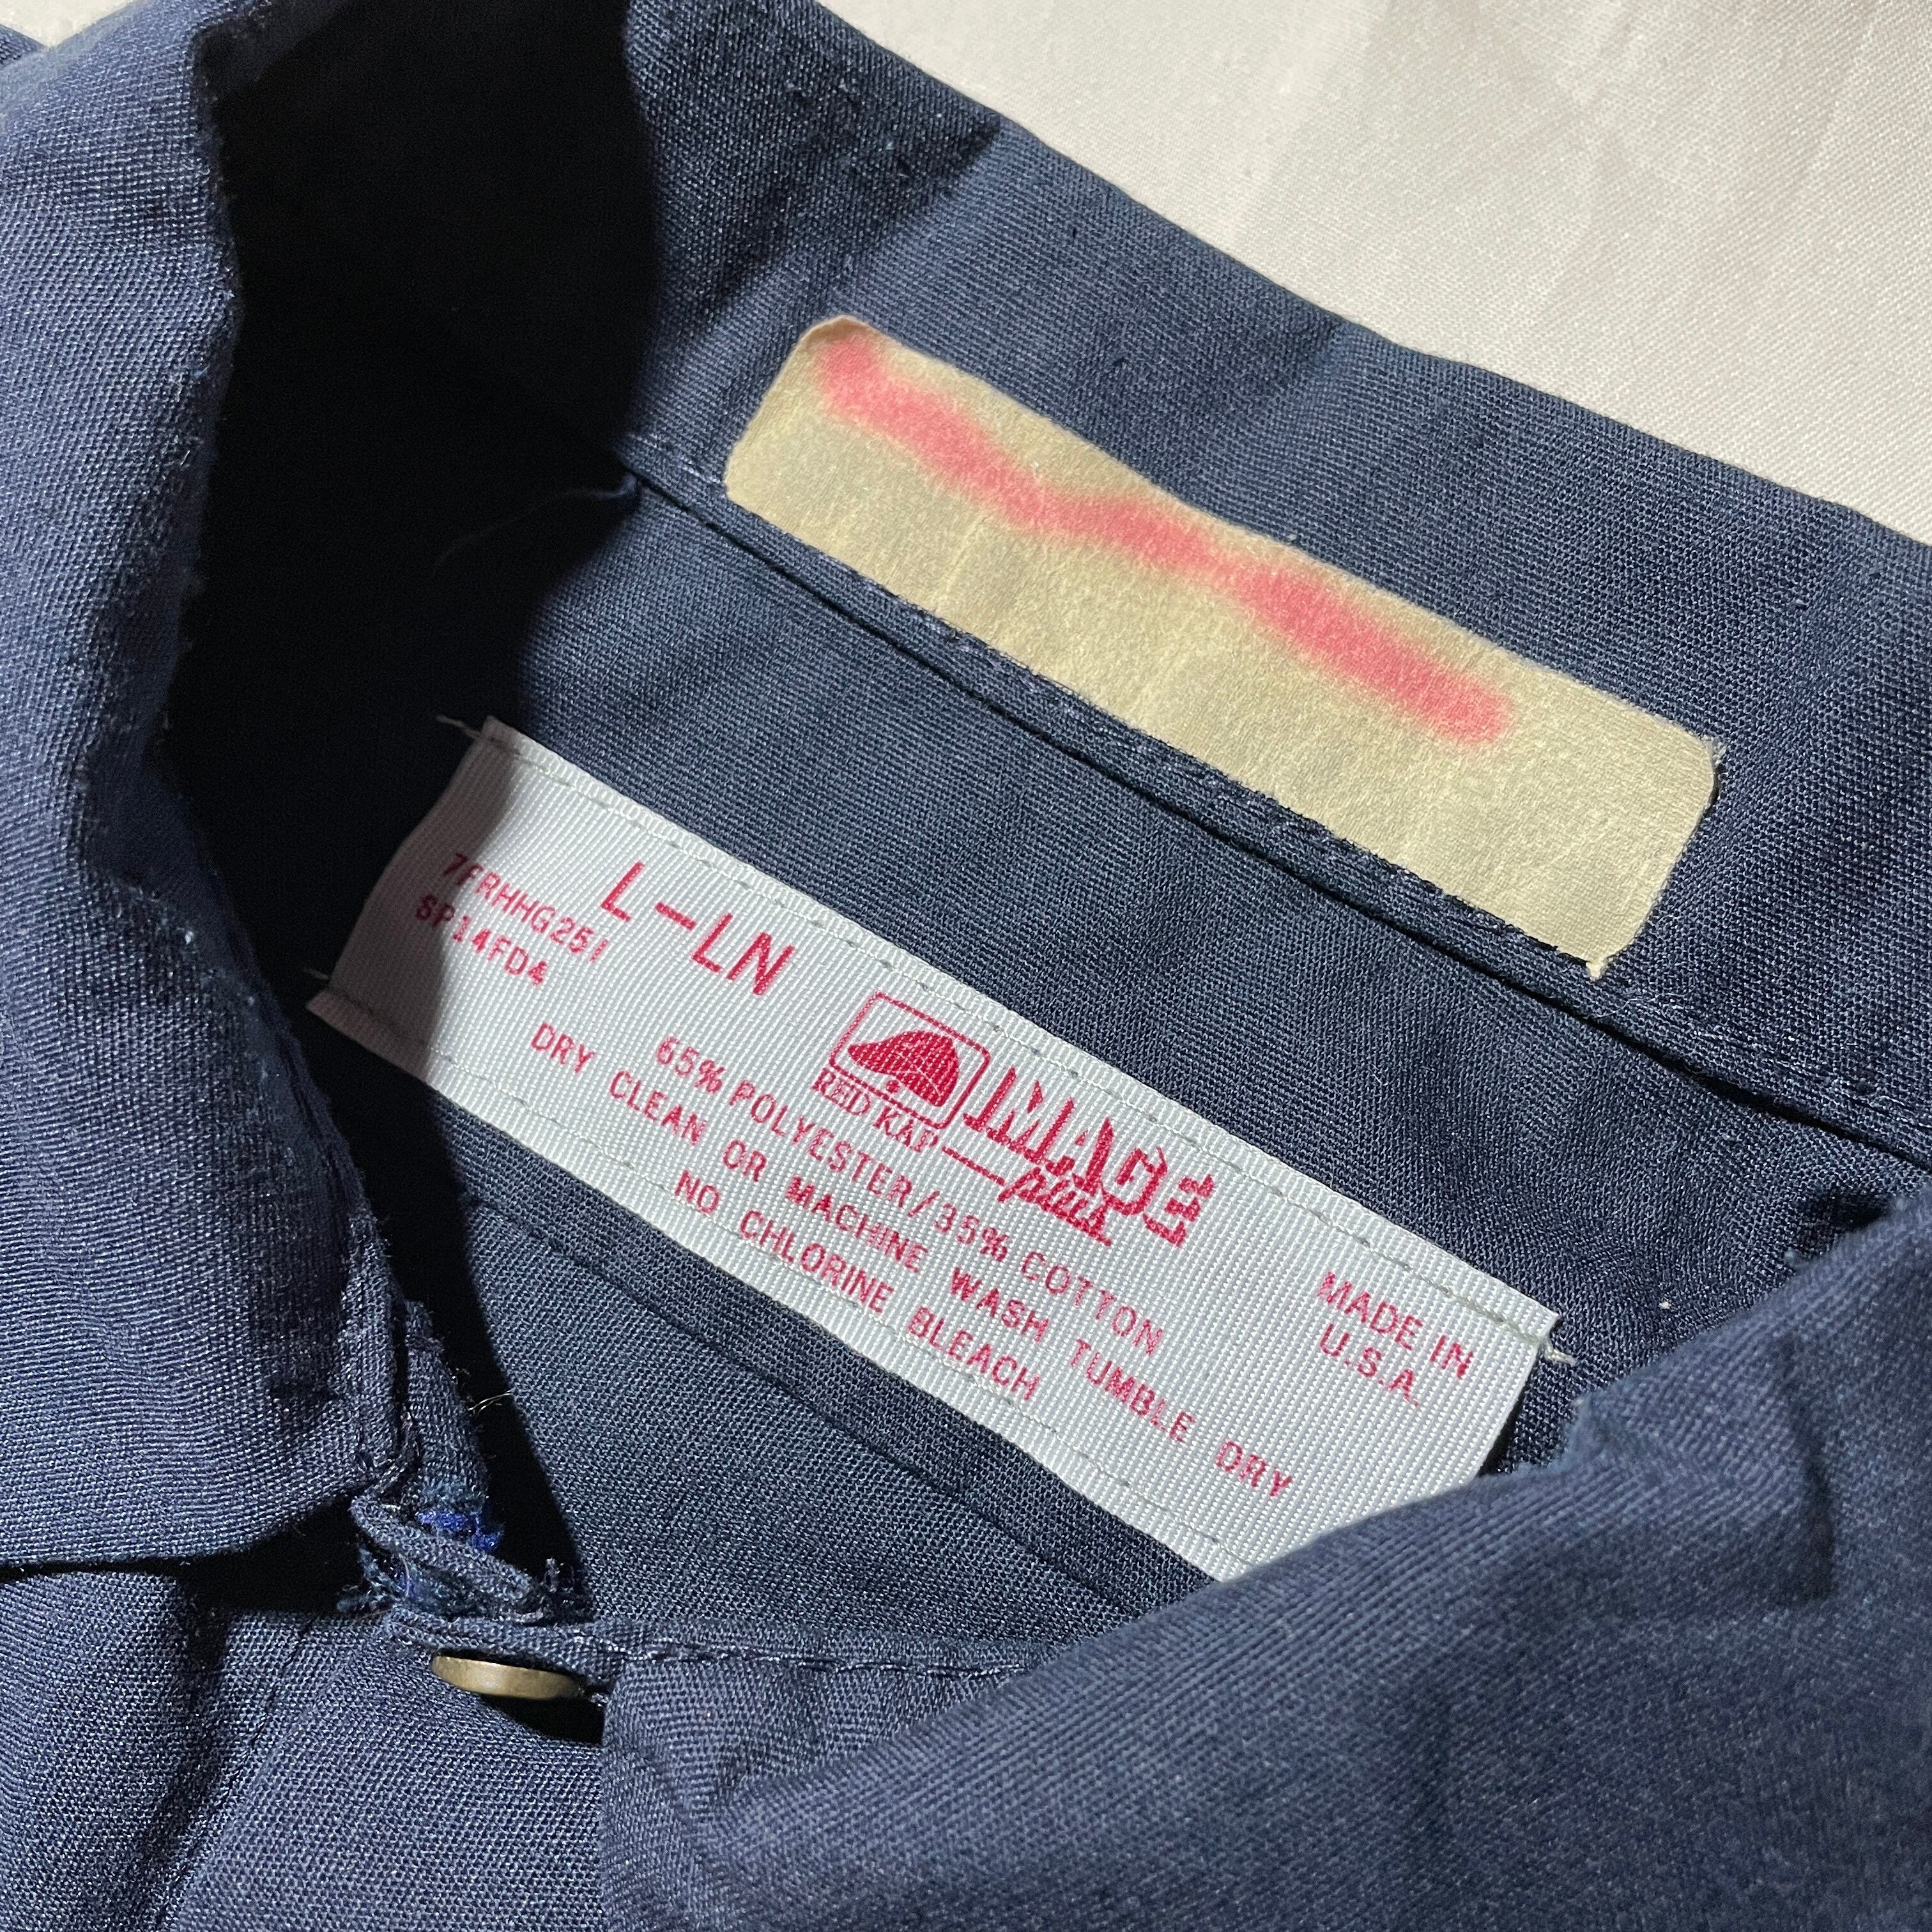 L-LN
7FRHHG251
SP14FD4
RED KAP IMAGE
plus
65% POLYESTER/35% COTTON
DRY CLEAN OR MACHINE WASH TUMBLE DRY
NO CHLORINE BLEACH
MADE IN
U.S.A.